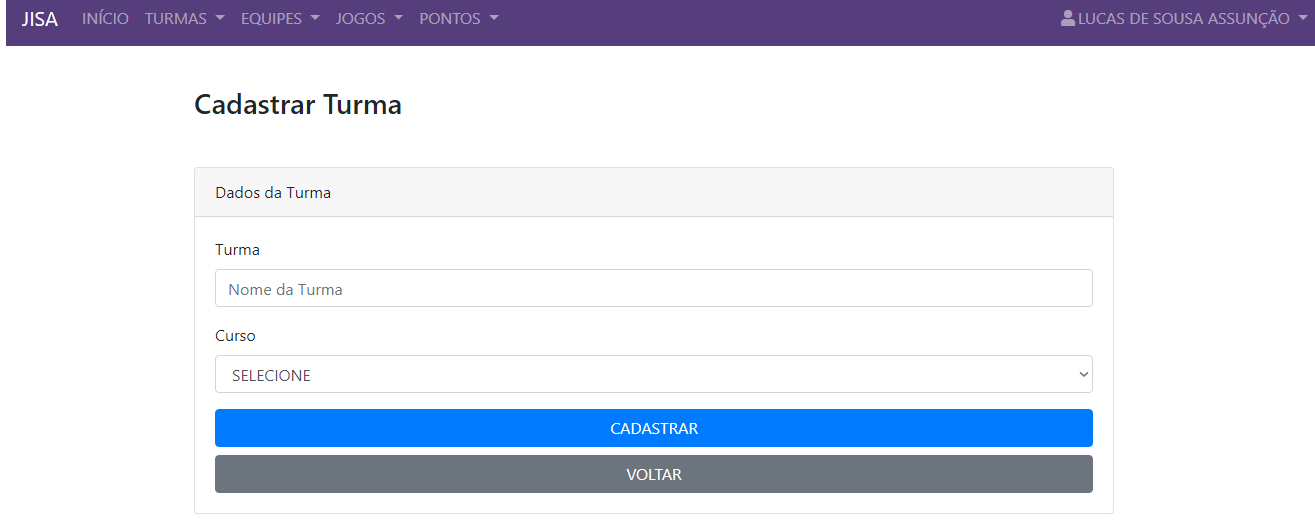 JISA INÍCIO TURMAS EQUIPES JOGOS PONTOS LUCAS DE SOUSA ASSUNÇÃO
Cadastrar Turma
Dados da Turma
Turma
Nome da Turma
Curso
SELECIONE
CADASTRAR
VOLTAR